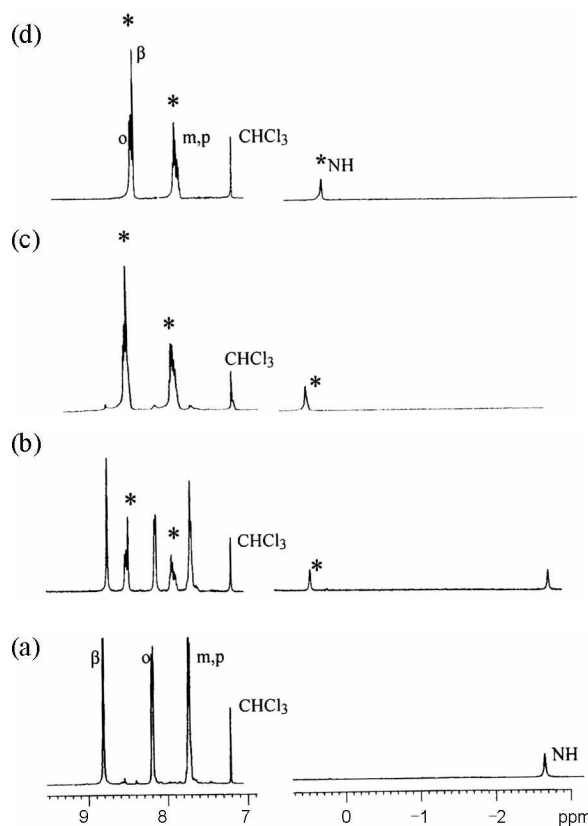 (d)
*
β
o
*
m,p
CHCl₃
*NH
(c)
*
*
CHCl₃
*
(b)
*
*
CHCl₃
*
(a)
β
o
m,p
CHCl₃
NH
9 8 7 0 −1 −2 ppm